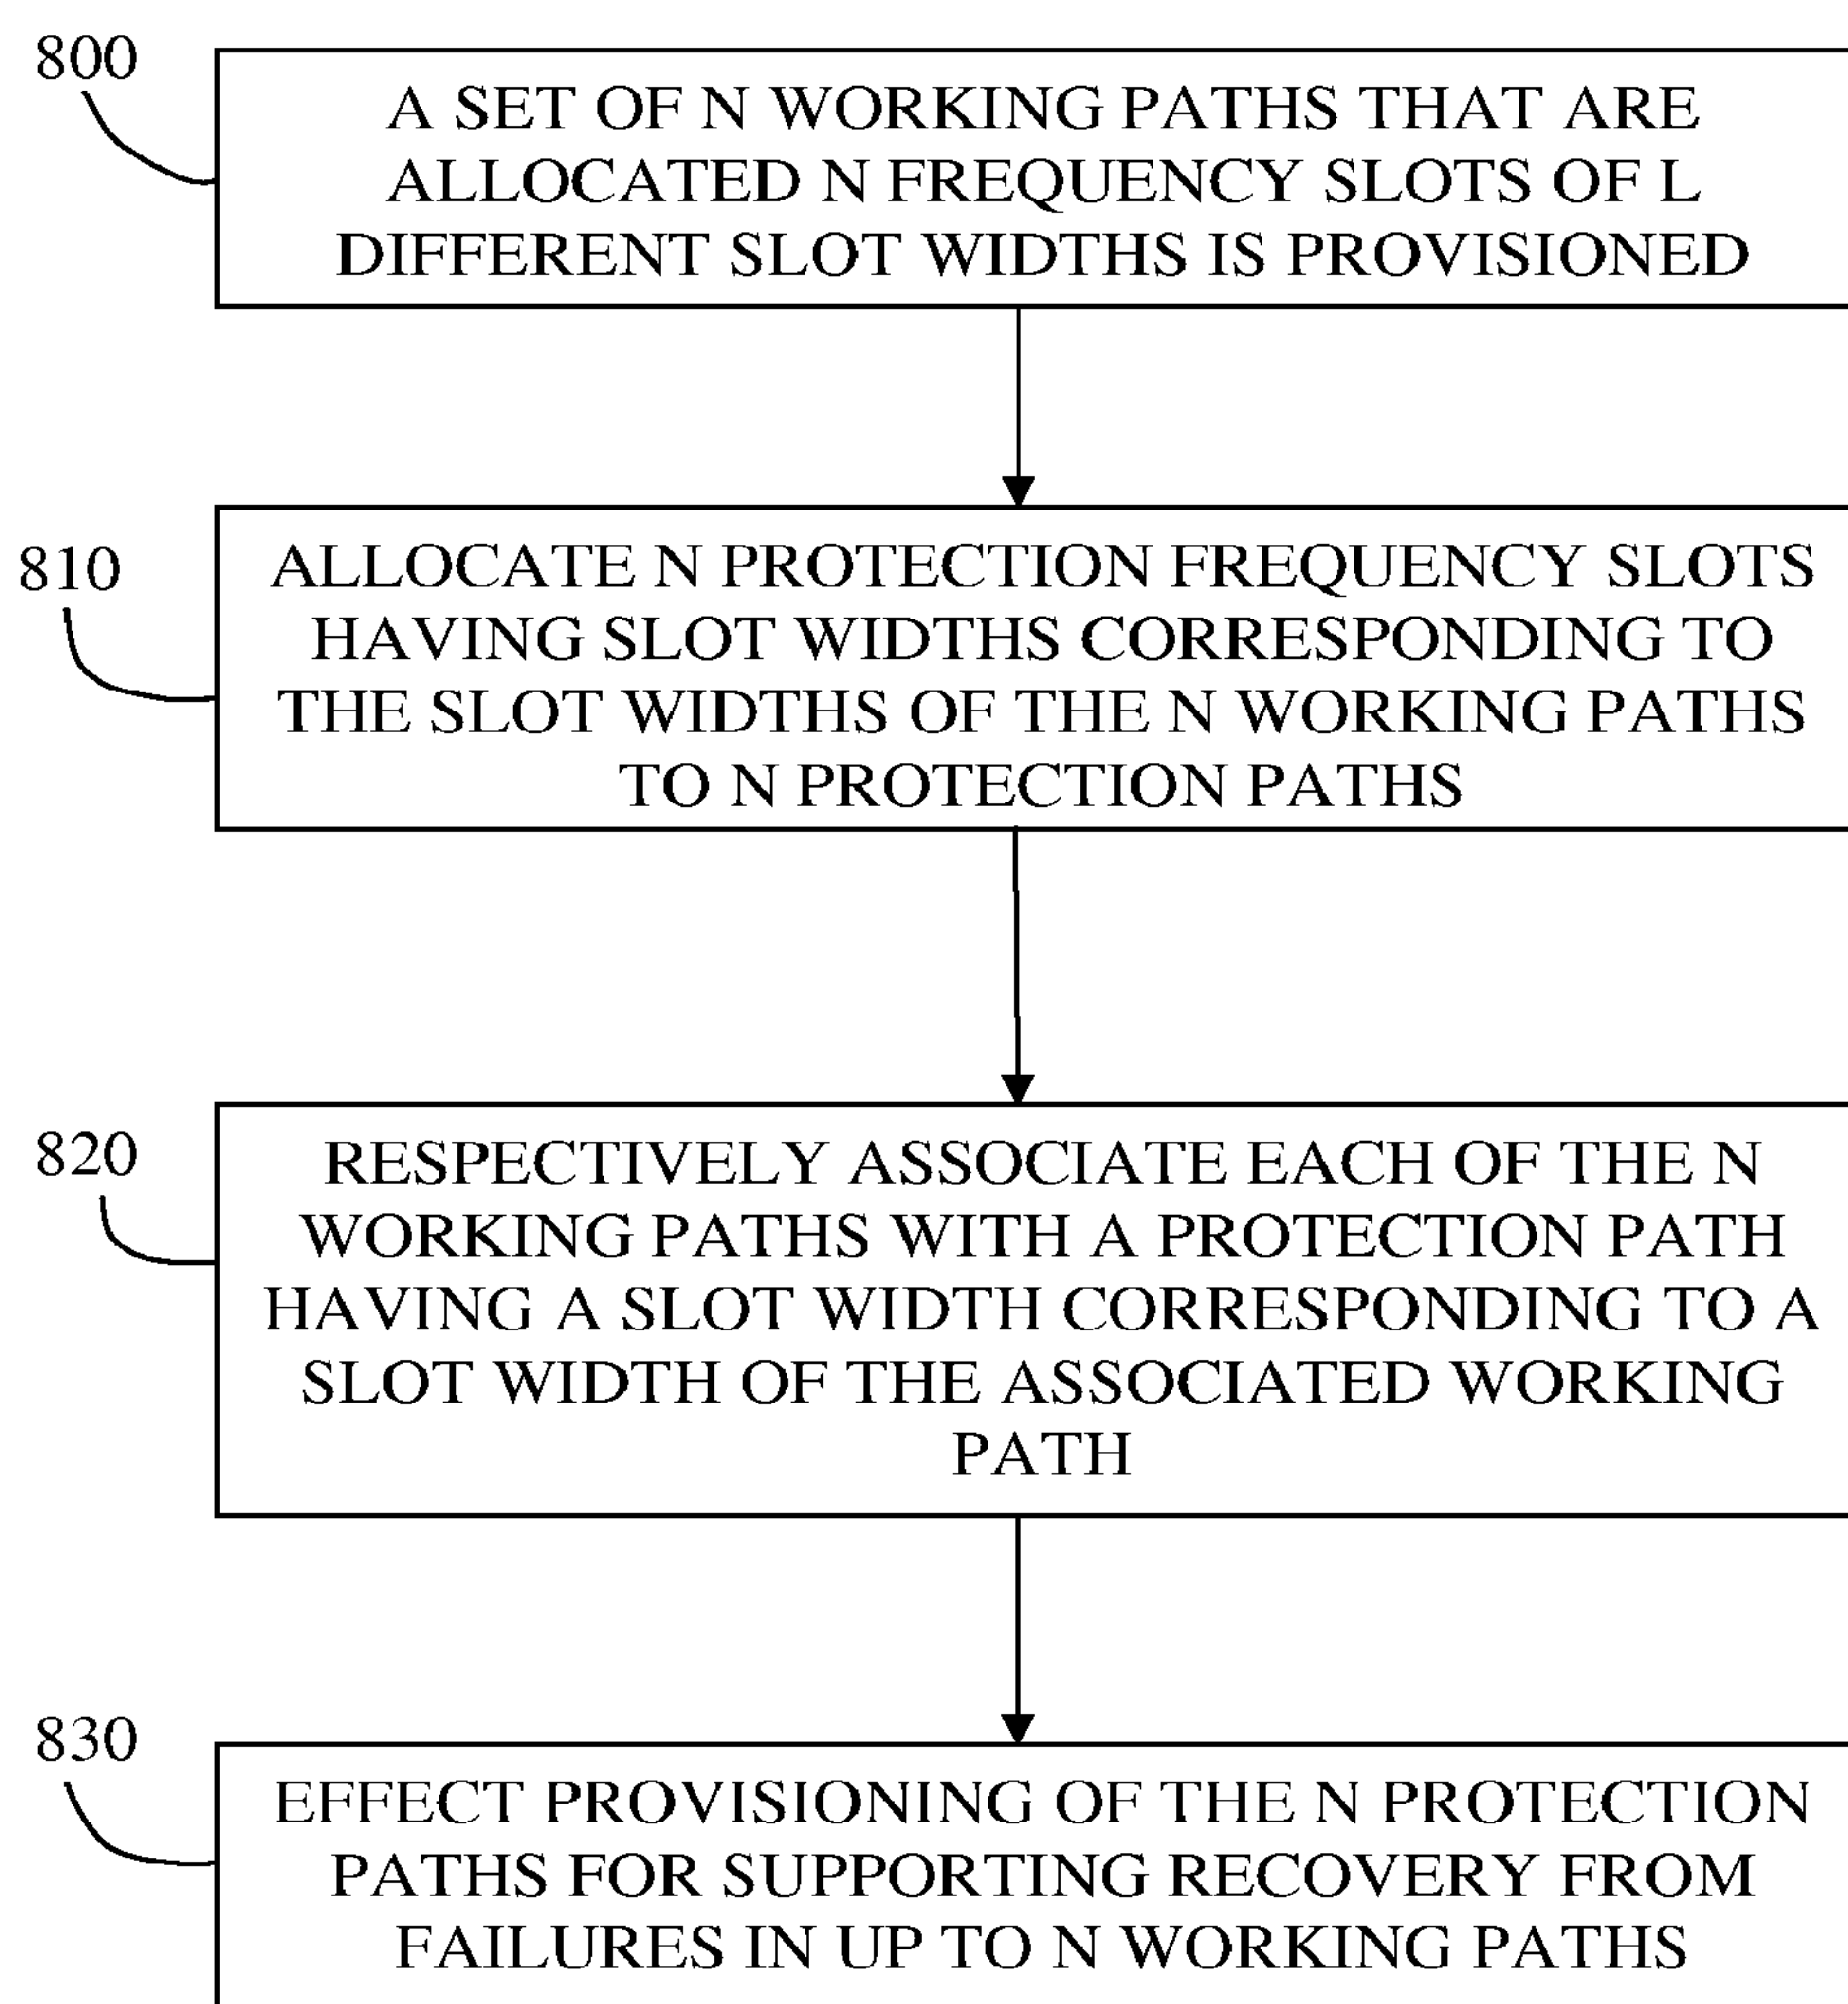 800
A SET OF N WORKING PATHS THAT ARE
ALLOCATED N FREQUENCY SLOTS OF L
DIFFERENT SLOT WIDTHS IS PROVISIONED
810
ALLOCATE N PROTECTION FREQUENCY SLOTS
HAVING SLOT WIDTHS CORRESPONDING TO
THE SLOT WIDTHS OF THE N WORKING PATHS
TO N PROTECTION PATHS
820
RESPECTIVELY ASSOCIATE EACH OF THE N
WORKING PATHS WITH A PROTECTION PATH
HAVING A SLOT WIDTH CORRESPONDING TO A
SLOT WIDTH OF THE ASSOCIATED WORKING
PATH
830
EFFECT PROVISIONING OF THE N PROTECTION
PATHS FOR SUPPORTING RECOVERY FROM
FAILURES IN UP TO N WORKING PATHS